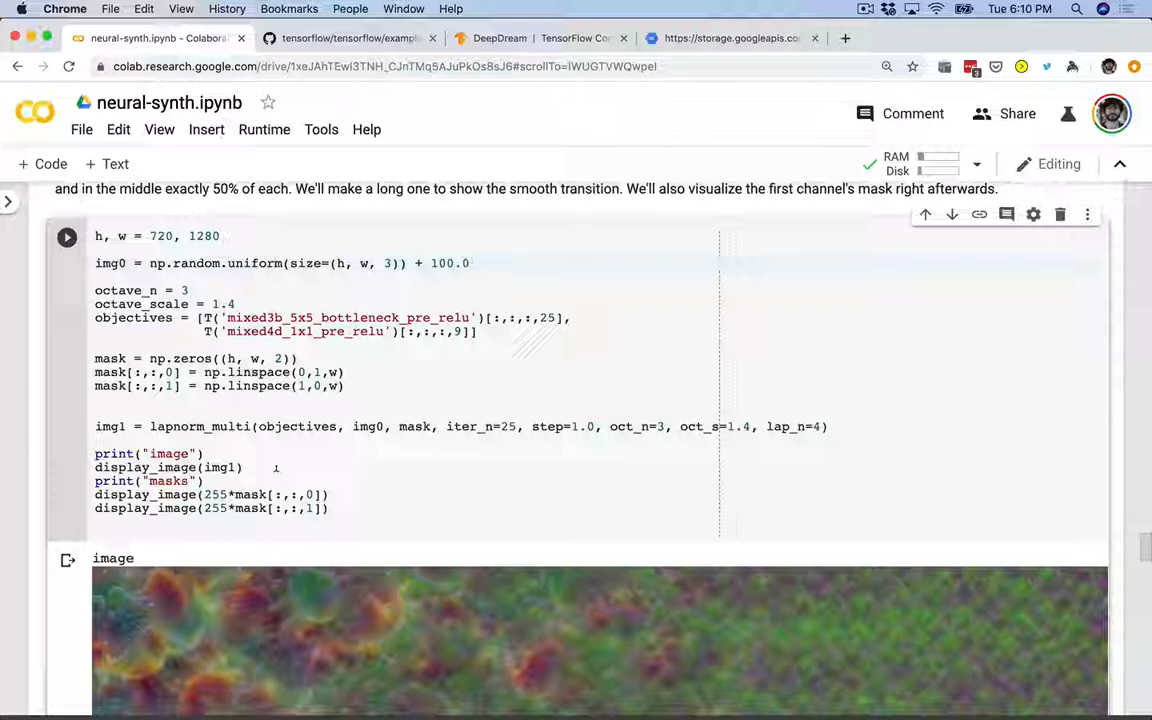 Chrome File Edit View History Bookmarks People Window Help Tue 6:10 PM
neural-synth.ipynb - Colabora tensorflow/tensorflow/example DeepDream | TensorFlow Cor https://storage.googleapis.co
colab.research.google.com/drive/1xeJAhTEwI3TNH_CJnTMq5AJuPkOs8sJ6#scrollTo=IWUGTVWQwpeI
neural-synth.ipynb
Comment Share
File Edit View Insert Runtime Tools Help
+ Code + Text RAM Disk Editing
and in the middle exactly 50% of each. We'll make a long one to show the smooth transition. We'll also visualize the first channel's mask right afterwards.
h, w = 720, 1280
img0 = np.random.uniform(size=(h, w, 3)) + 100.0
octave_n = 3
octave_scale = 1.4
objectives = [T('mixed3b_5x5_bottleneck_pre_relu')[:,:,:,25],
T('mixed4d_1x1_pre_relu')[:,:,:,9]]
mask = np.zeros((h, w, 2))
mask[:,:,0] = np.linspace(0,1,w)
mask[:,:,1] = np.linspace(1,0,w)
img1 = lapnorm_multi(objectives, img0, mask, iter_n=25, step=1.0, oct_n=3, oct_s=1.4, lap_n=4)
print("image")
display_image(img1)
print("masks")
display_image(255*mask[:,:,0])
display_image(255*mask[:,:,1])
image